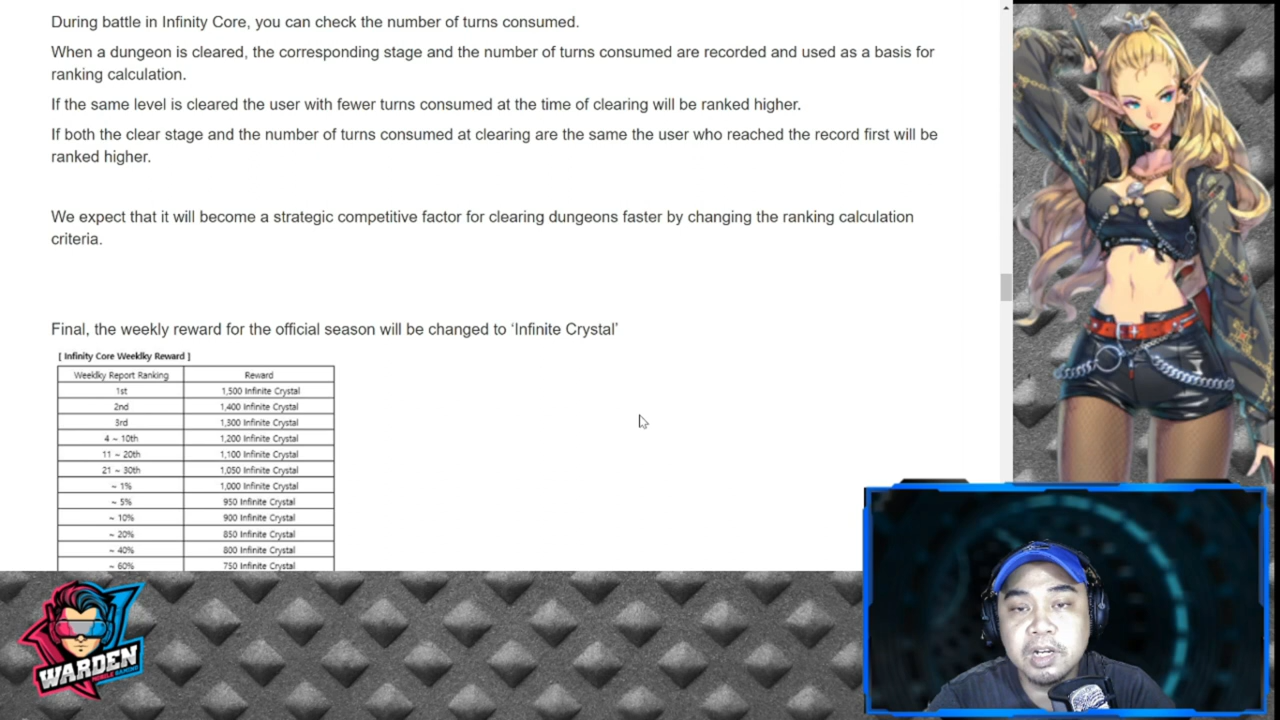 During battle in Infinity Core, you can check the number of turns consumed.
When a dungeon is cleared, the corresponding stage and the number of turns consumed are recorded and used as a basis for
ranking calculation.
If the same level is cleared the user with fewer turns consumed at the time of clearing will be ranked higher.
If both the clear stage and the number of turns consumed at clearing are the same the user who reached the record first will be
ranked higher.
We expect that it will become a strategic competitive factor for clearing dungeons faster by changing the ranking calculation
criteria.
Final, the weekly reward for the official season will be changed to ‘Infinite Crystal’
[ Infinity Core Weeklky Reward ]
Weeklky Report Ranking Reward
1st 1,500 Infinite Crystal
2nd 1,400 Infinite Crystal
3rd 1,300 Infinite Crystal
4 ~ 10th 1,200 Infinite Crystal
11 ~ 20th 1,100 Infinite Crystal
21 ~ 30th 1,050 Infinite Crystal
~ 1% 1,000 Infinite Crystal
~ 5% 950 Infinite Crystal
~ 10% 900 Infinite Crystal
~ 20% 850 Infinite Crystal
~ 40% 800 Infinite Crystal
~ 60% 750 Infinite Crystal
WARDEN
MOBILE GAMING